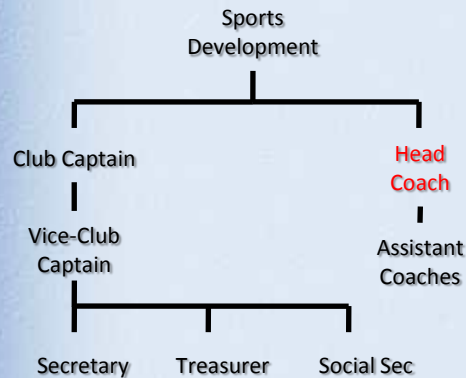 Sports
Development
Club Captain
Head
Coach
Vice-Club
Captain
Assistant
Coaches
Secretary
Treasurer
Social Sec